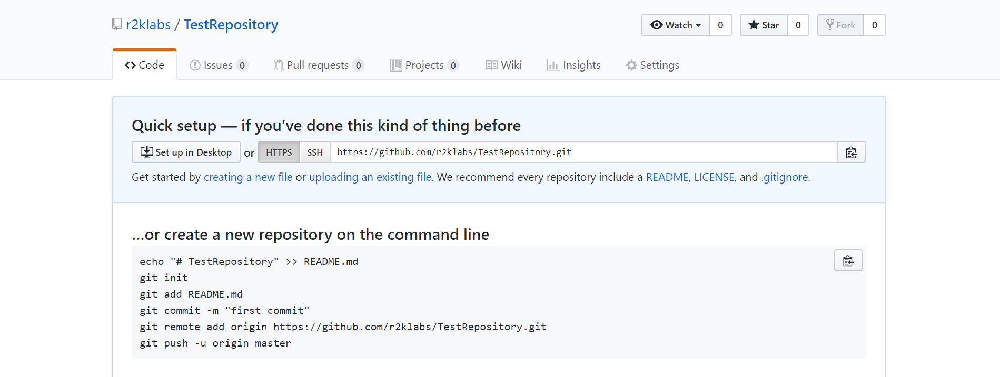 r2klabs / TestRepository
Watch 0 Star 0 Fork 0
Code Issues 0 Pull requests 0 Projects 0 Wiki Insights Settings
Quick setup — if you’ve done this kind of thing before
Set up in Desktop or HTTPS SSH https://github.com/r2klabs/TestRepository.git
Get started by creating a new file or uploading an existing file. We recommend every repository include a README, LICENSE, and .gitignore.
…or create a new repository on the command line
echo "# TestRepository" >> README.md
git init
git add README.md
git commit -m "first commit"
git remote add origin https://github.com/r2klabs/TestRepository.git
git push -u origin master